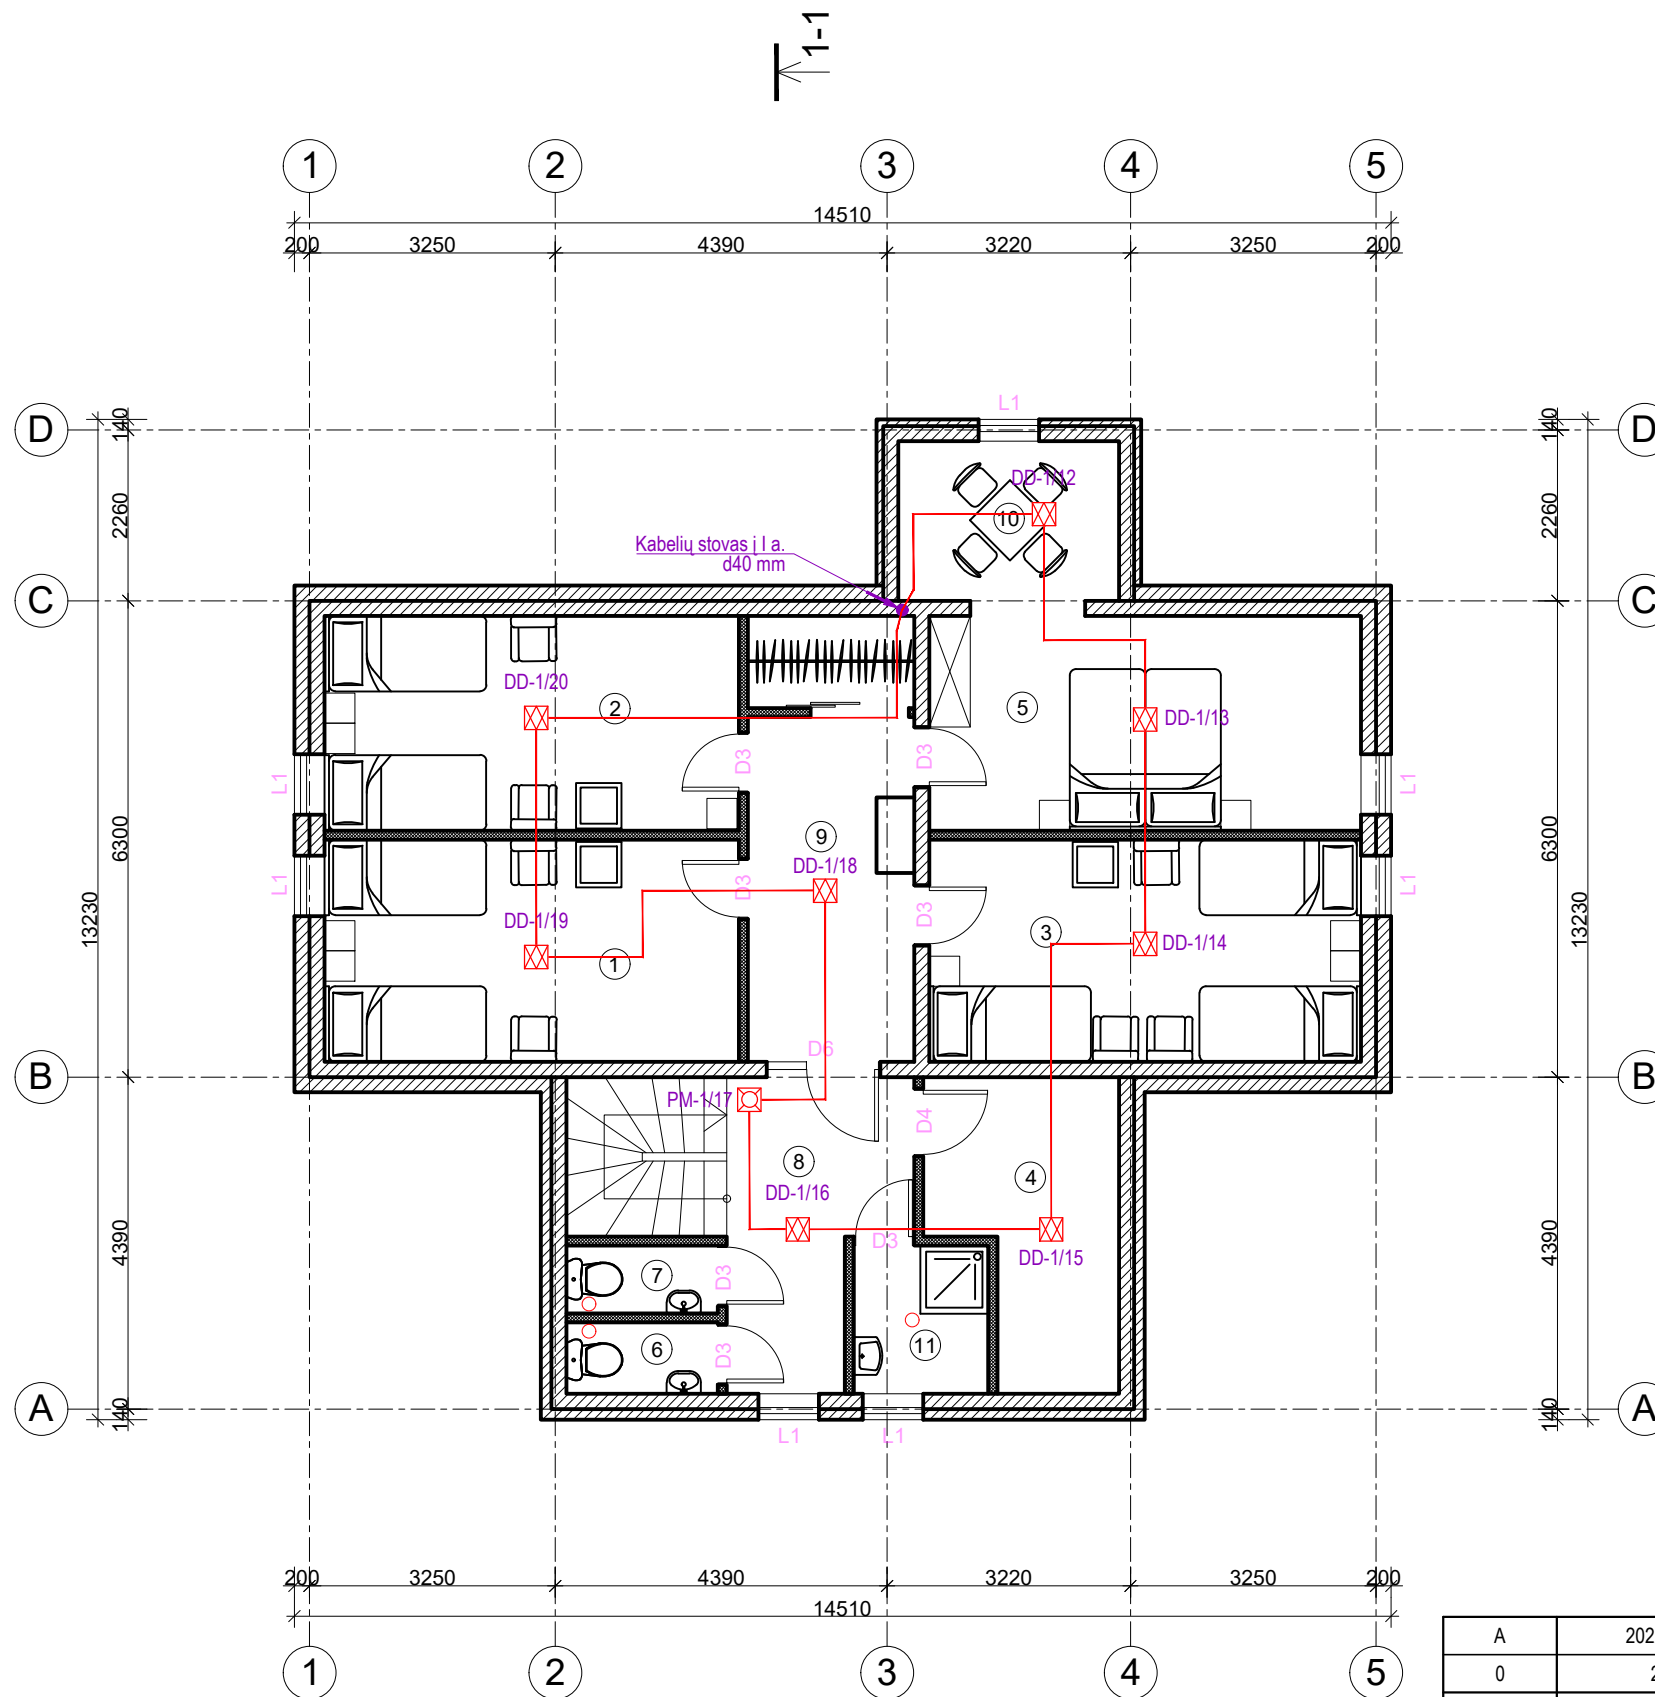 1-1
1 2 3 4 5
14510
200 3250 4390 3220 3250 200
D L1 D
140 140
DD-1/12
2260 10 2260
Kabelių stovas į I a.
d40 mm
C C
DD-1/20
2 5
DD-1/13
D3 D3
L1 L1
6300 9 6300
DD-1/18
L1 D3 D3 L1
13230 DD-1/19 3 13230
DD-1/14
1
D6
B B
PM-1/17
D4
8 4
DD-1/16
4390 D3 4390
DD-1/15
7 D3
6 D3 11
A A
140 140
L1 L1
200 3250 4390 3220 3250 200
14510
1 2 3 4 5
A 202
0 2